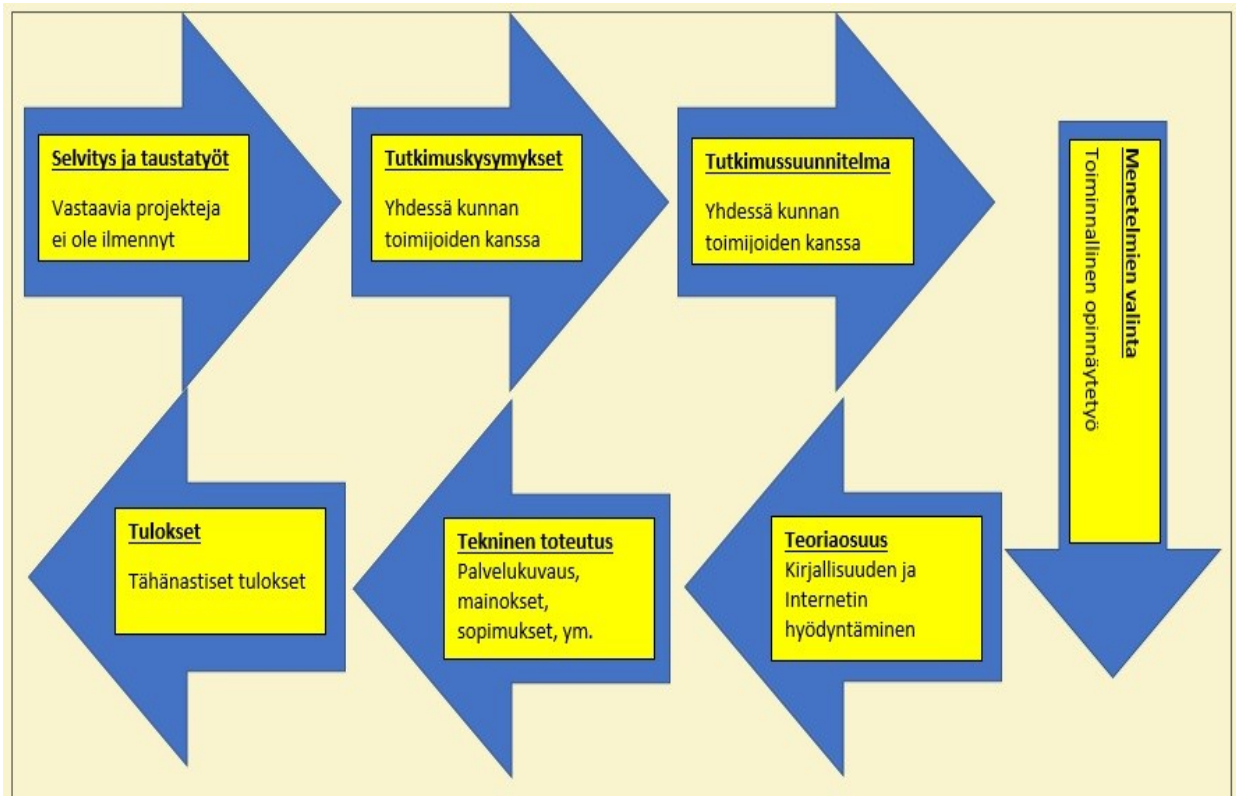 Selvitys ja taustatyöt
Vastaavia projekteja
ei ole ilmennyt
Tutkimuskysymykset
Yhdessä kunnan
toimijoiden kanssa
Tutkimussuunnitelma
Yhdessä kunnan
toimijoiden kanssa
Menetelmien valinta
Toiminnallinen opinnäytetyö
Teoriaosuus
Kirjallisuuden ja
Internetin
hyödyntäminen
Tekninen toteutus
Palvelukuvaus,
mainokset,
sopimukset, ym.
Tulokset
Tähänastiset tulokset